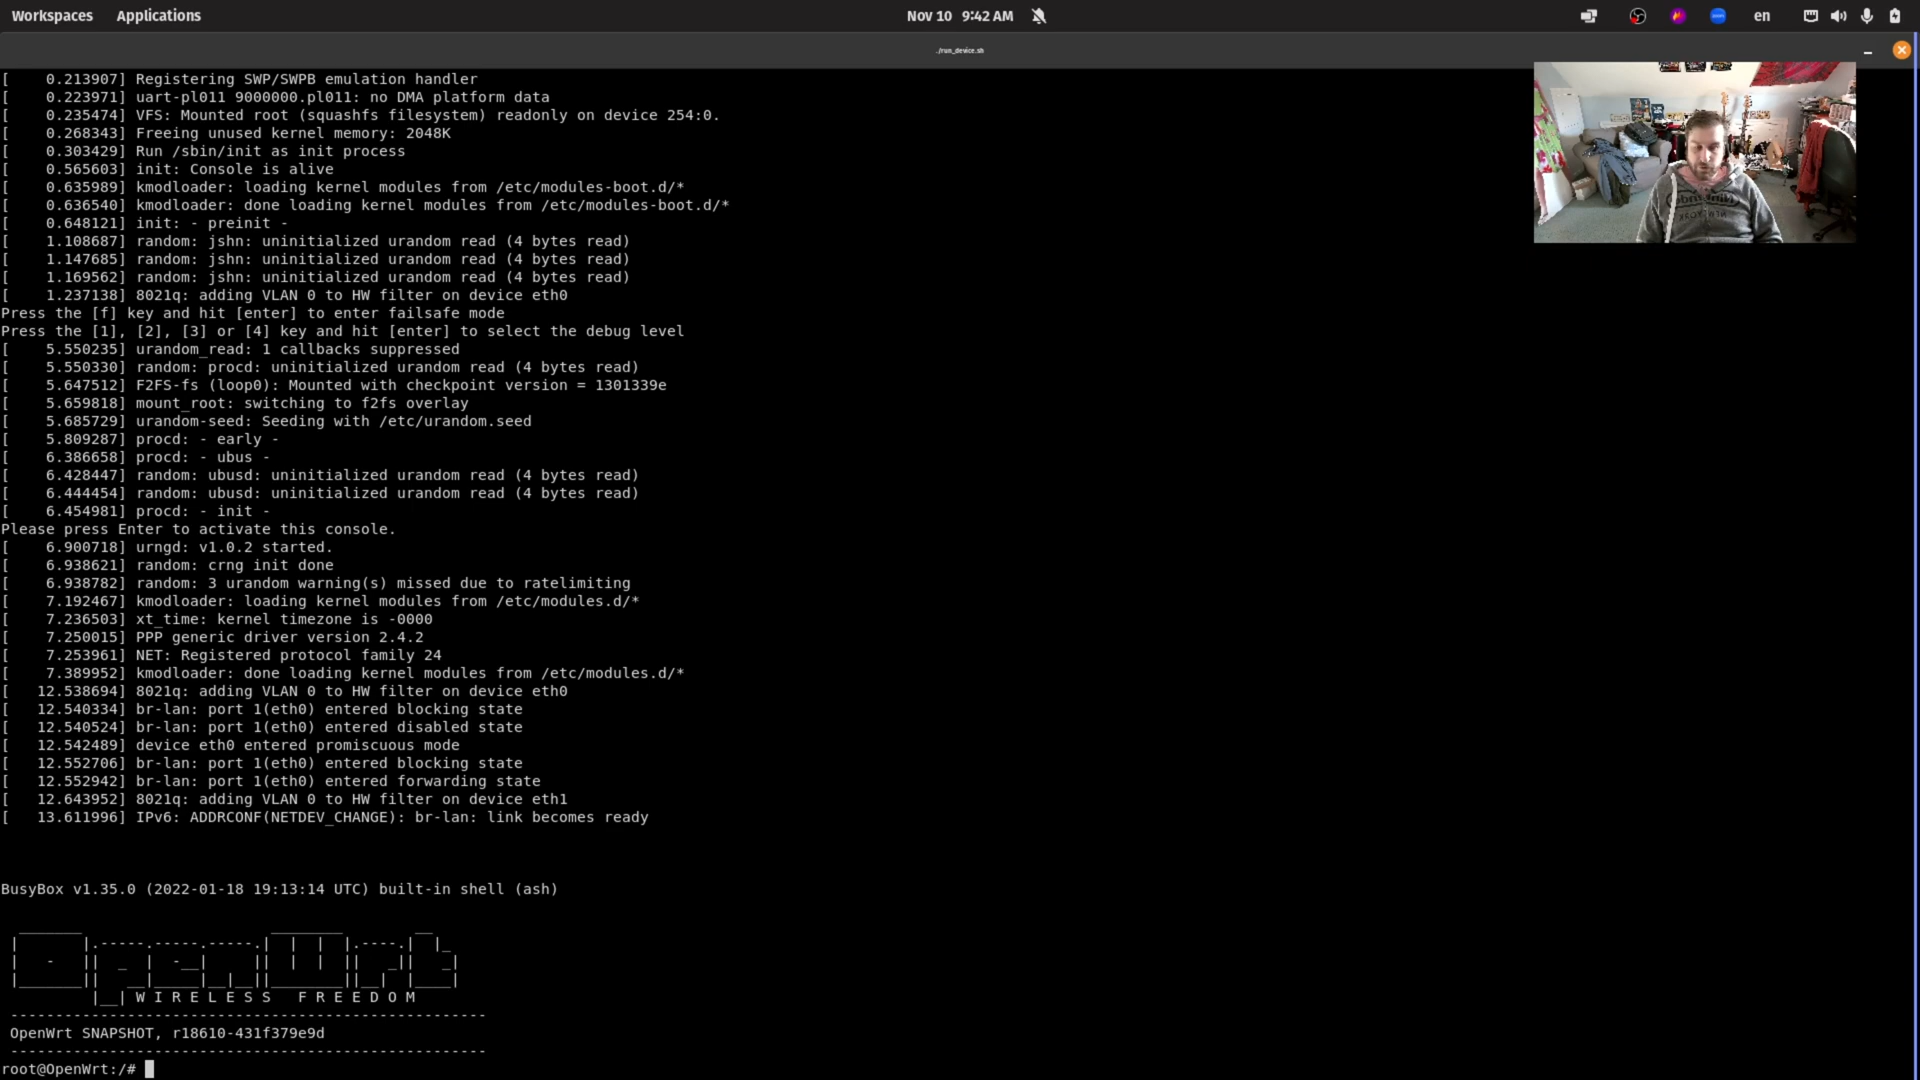 Workspaces Applications Nov 10 9:42 AM en
./run_device.sh
[    0.213907] Registering SWP/SWPB emulation handler
[    0.223971] uart-pl011 9000000.pl011: no DMA platform data
[    0.235474] VFS: Mounted root (squashfs filesystem) readonly on device 254:0.
[    0.268343] Freeing unused kernel memory: 2048K
[    0.303429] Run /sbin/init as init process
[    0.565603] init: Console is alive
[    0.635989] kmodloader: loading kernel modules from /etc/modules-boot.d/*
[    0.636540] kmodloader: done loading kernel modules from /etc/modules-boot.d/*
[    0.648121] init: - preinit -
[    1.108687] random: jshn: uninitialized urandom read (4 bytes read)
[    1.147685] random: jshn: uninitialized urandom read (4 bytes read)
[    1.169562] random: jshn: uninitialized urandom read (4 bytes read)
[    1.237138] 8021q: adding VLAN 0 to HW filter on device eth0
Press the [f] key and hit [enter] to enter failsafe mode
Press the [1], [2], [3] or [4] key and hit [enter] to select the debug level
[    5.550235] urandom_read: 1 callbacks suppressed
[    5.550330] random: procd: uninitialized urandom read (4 bytes read)
[    5.647512] F2FS-fs (loop0): Mounted with checkpoint version = 1301339e
[    5.659818] mount_root: switching to f2fs overlay
[    5.685729] urandom-seed: Seeding with /etc/urandom.seed
[    5.809287] procd: - early -
[    6.386658] procd: - ubus -
[    6.428447] random: ubusd: uninitialized urandom read (4 bytes read)
[    6.444454] random: ubusd: uninitialized urandom read (4 bytes read)
[    6.454981] procd: - init -
Please press Enter to activate this console.
[    6.900718] urngd: v1.0.2 started.
[    6.938621] random: crng init done
[    6.938782] random: 3 urandom warning(s) missed due to ratelimiting
[    7.192467] kmodloader: loading kernel modules from /etc/modules.d/*
[    7.236503] xt_time: kernel timezone is -0000
[    7.250015] PPP generic driver version 2.4.2
[    7.253961] NET: Registered protocol family 24
[    7.389952] kmodloader: done loading kernel modules from /etc/modules.d/*
[   12.538694] 8021q: adding VLAN 0 to HW filter on device eth0
[   12.540334] br-lan: port 1(eth0) entered blocking state
[   12.540524] br-lan: port 1(eth0) entered disabled state
[   12.542489] device eth0 entered promiscuous mode
[   12.552706] br-lan: port 1(eth0) entered blocking state
[   12.552942] br-lan: port 1(eth0) entered forwarding state
[   12.643952] 8021q: adding VLAN 0 to HW filter on device eth1
[   13.611996] IPv6: ADDRCONF(NETDEV_CHANGE): br-lan: link becomes ready
BusyBox v1.35.0 (2022-01-18 19:13:14 UTC) built-in shell (ash)
OpenWrt
W I R E L E S S   F R E E D O M
-----------------------------------------------------
OpenWrt SNAPSHOT, r18610-431f379e9d
-----------------------------------------------------
root@OpenWrt:/#